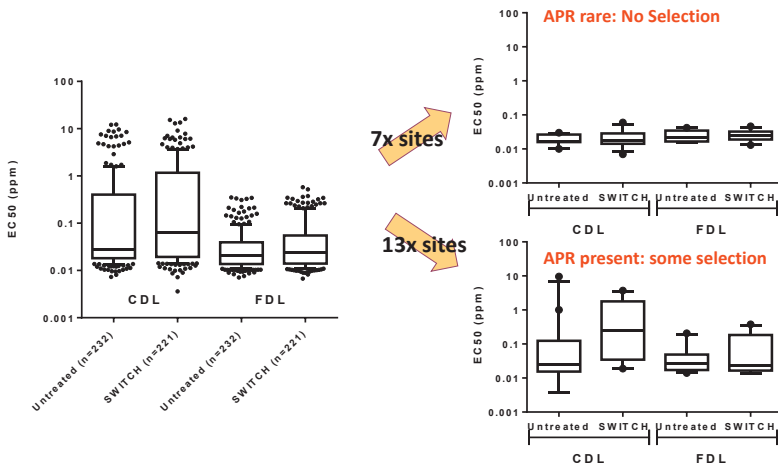 EC50 (ppm)
100
10
1
0.1
0.01
0.001
CDL
FDL
Untreated (n=232)
SWITCH (n=221)
Untreated (n=232)
SWITCH (n=221)
7x sites
13x sites
APR rare: No Selection
EC50 (ppm)
100
10
1
0.1
0.01
0.001
Untreated SWITCH Untreated SWITCH
CDL FDL
APR present: some selection
EC50 (ppm)
100
10
1
0.1
0.01
0.001
Untreated SWITCH Untreated SWITCH
CDL FDL